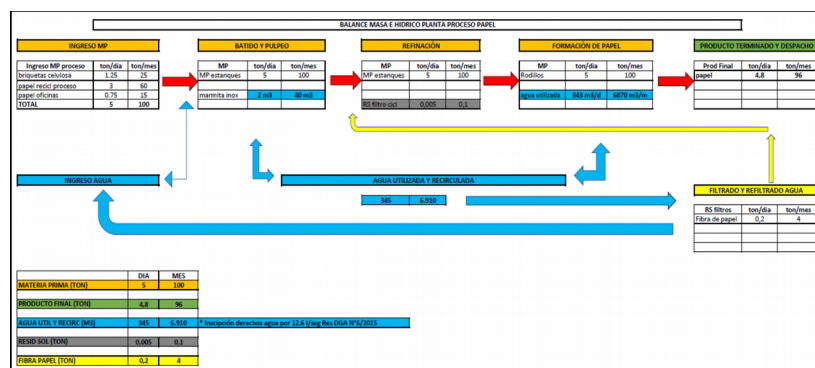 BALANCE MASA E HIDRICO PLANTA PROCESO PAPEL
INGRESO MP
Ingreso MP proceso ton/dia ton/mes
briquetas celulosa 1.25 25
papel recicl proceso 3 60
papel oficinas 0.75 15
TOTAL 5 100
BATIDO Y PULPEO
MP ton/dia ton/mes
MP estanques 5 100
marmita inox 2 m3 40 m3
REFINACIÓN
MP ton/dia ton/mes
MP estanques 5 100
RS filtro cicl 0,005 0,1
FORMACIÓN DE PAPEL
MP ton/dia ton/mes
Rodillos 5 100
agua utilizada 343 m3/d 6870 m3/m
PRODUCTO TERMINADO Y DESPACHO
Prod Final ton/dia ton/mes
papel 4,8 96
INGRESO AGUA
AGUA UTILIZADA Y RECIRCULADA
345 6.910
FILTRADO Y REFILTRADO AGUA
RS filtros ton/dia ton/mes
Fibra de papel 0,2 4
DIA MES
MATERIA PRIMA (TON) 5 100
PRODUCTO FINAL (TON) 4,8 96
AGUA UTIL Y RECIRC (M3) 345 6.910 * Inscipción derechos agua por 12,6 l/seg Res DGA N°6/2015
RESID SOL (TON) 0,005 0,1
FIBRA PAPEL (TON) 0,2 4